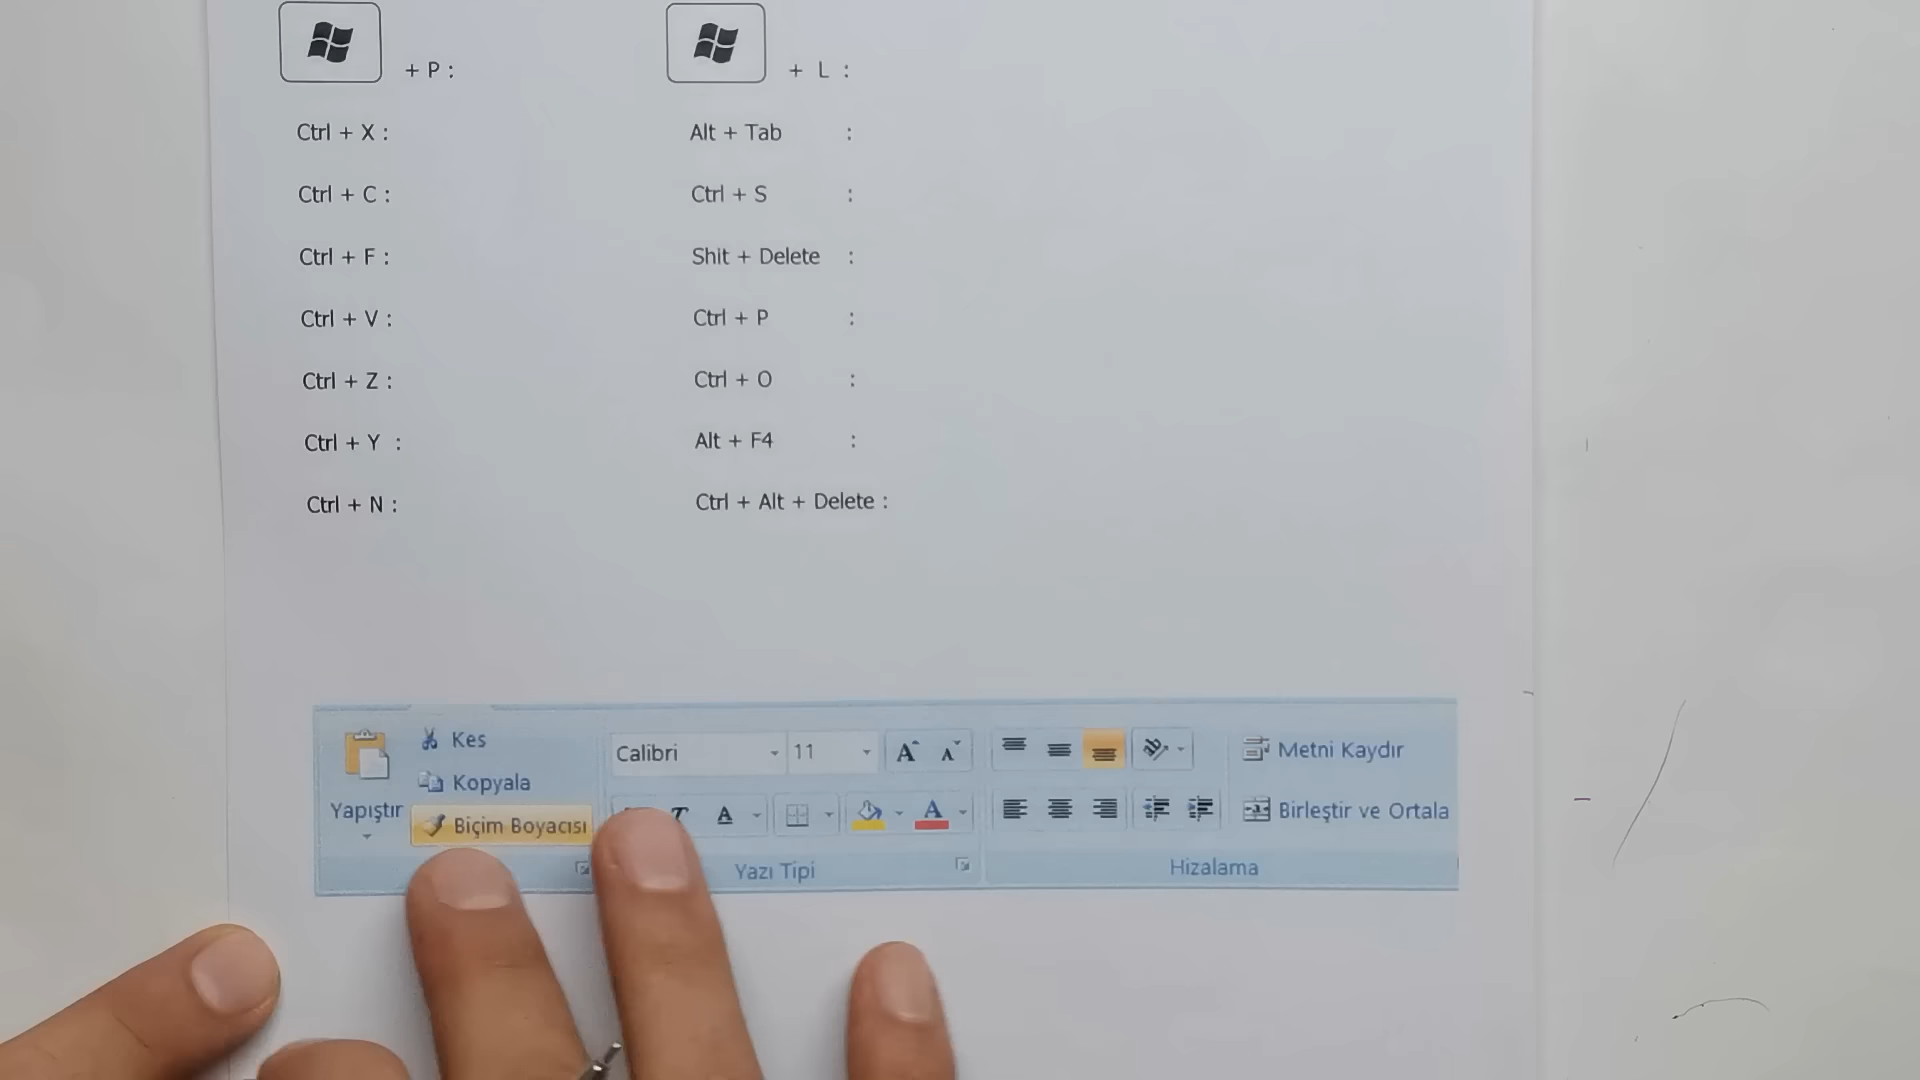 + P :
+ L :
Ctrl + X :
Alt + Tab :
Ctrl + C :
Ctrl + S :
Ctrl + F :
Shit + Delete :
Ctrl + V :
Ctrl + P :
Ctrl + Z :
Ctrl + O :
Ctrl + Y :
Alt + F4 :
Ctrl + N :
Ctrl + Alt + Delete :
Yapıştır
Kes
Kopyala
Biçim Boyacısı
Calibri 11 A A
T A A
Yazı Tipi
Metni Kaydır
Birleştir ve Ortala
Hizalama